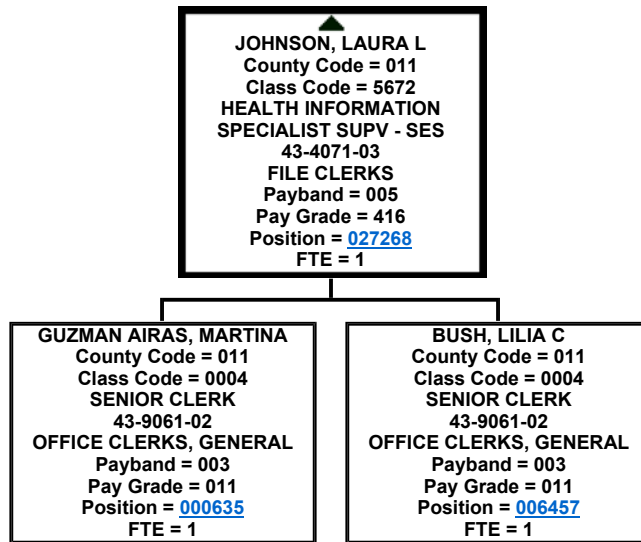 JOHNSON, LAURA L
County Code = 011
Class Code = 5672
HEALTH INFORMATION
SPECIALIST SUPV - SES
43-4071-03
FILE CLERKS
Payband = 005
Pay Grade = 416
Position = 027268
FTE = 1
GUZMAN AIRAS, MARTINA
County Code = 011
Class Code = 0004
SENIOR CLERK
43-9061-02
OFFICE CLERKS, GENERAL
Payband = 003
Pay Grade = 011
Position = 000635
FTE = 1
BUSH, LILIA C
County Code = 011
Class Code = 0004
SENIOR CLERK
43-9061-02
OFFICE CLERKS, GENERAL
Payband = 003
Pay Grade = 011
Position = 006457
FTE = 1